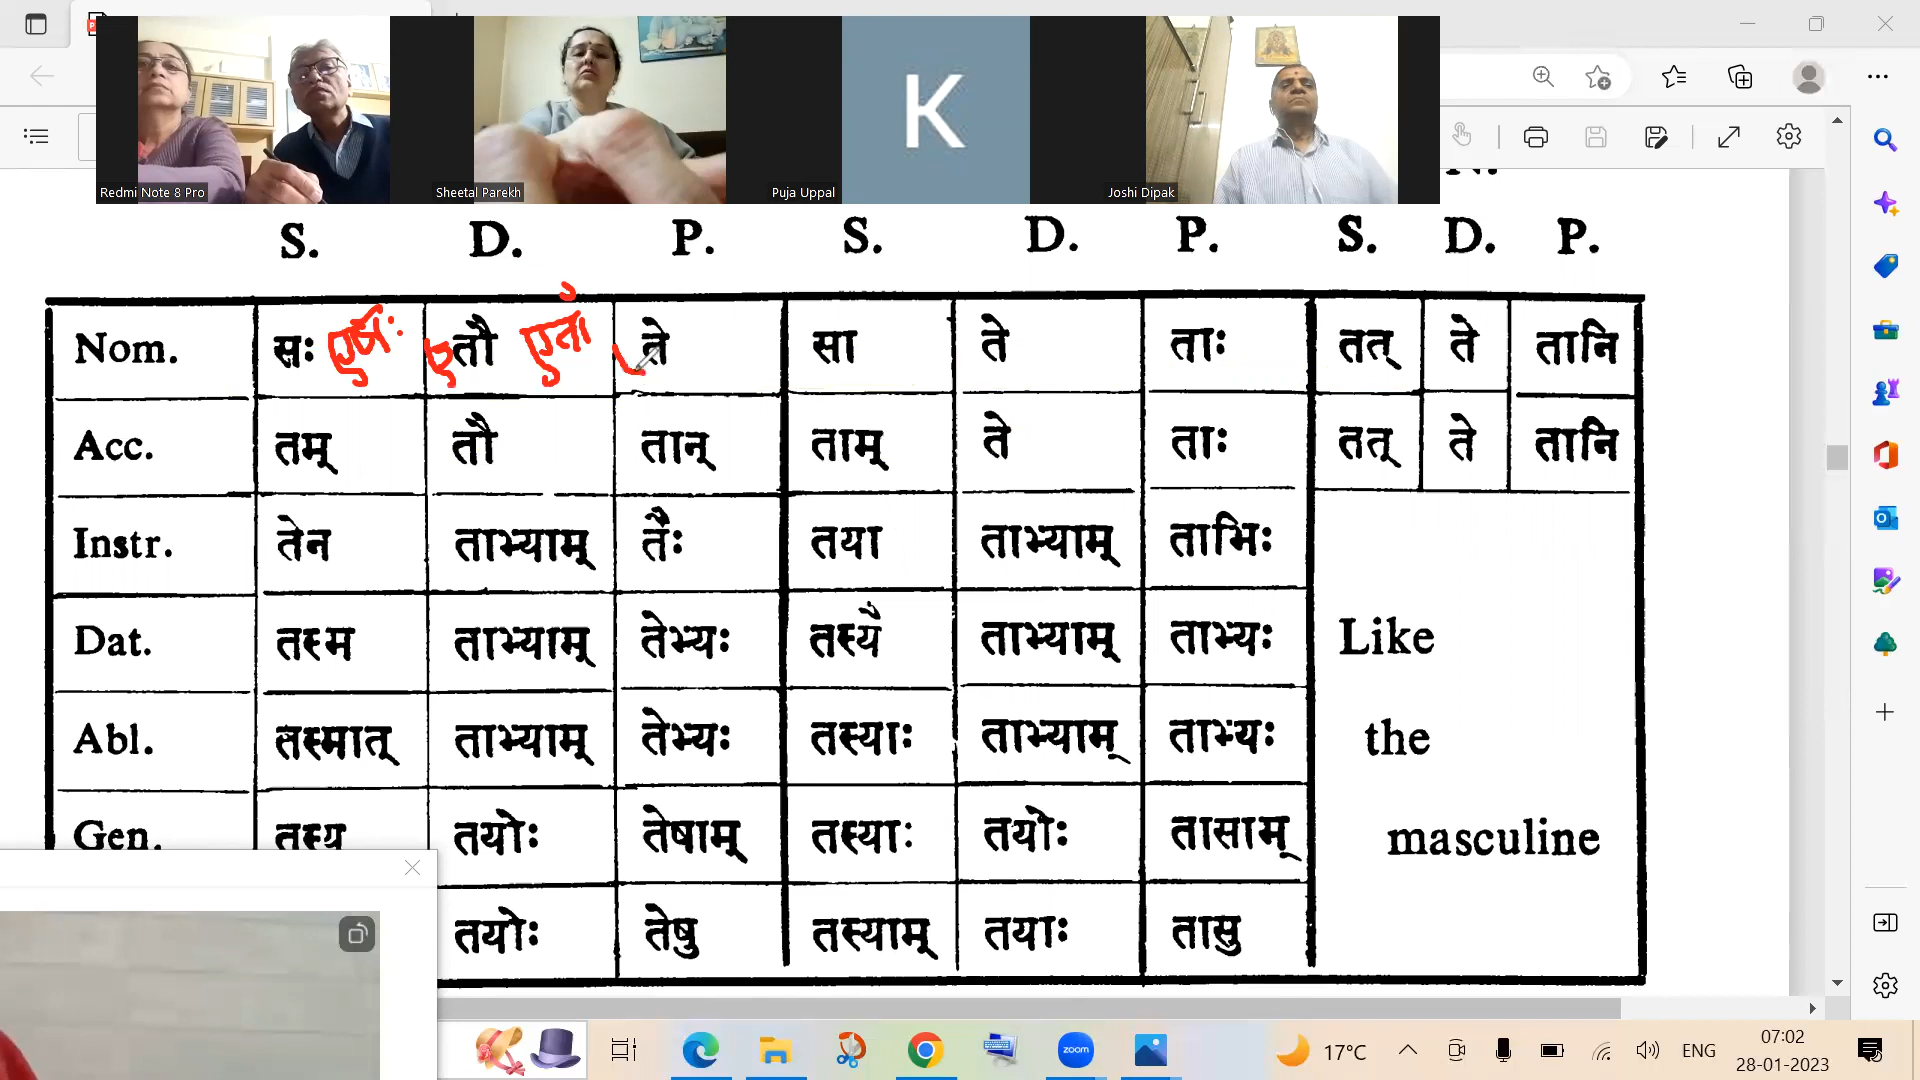 Redmi Note 8 Pro
Sheetal Parekh
K
Puja Uppal
Joshi Dipak
N.
S. D. P. S. D. P. S. D. P.
Nom. सः एषः तौ एतौ ते सा ते ताः तत् ते तानि
Acc. तम् तौ तान् ताम् ते ताः तत् ते तानि
Instr. तेन ताभ्याम् तैः तया ताभ्याम् ताभिः
Dat. तस्म ताभ्याम् तेभ्यः तस्यै ताभ्याम् ताभ्यः Like
Abl. तस्मात् ताभ्याम् तेभ्यः तस्याः ताभ्याम् ताभ्यः the
Gen. तस्य तयोः तेषाम् तस्याः तयोः तासाम् masculine
तयोः तेषु तस्याम् तयाः तासु
zoom
17°C
ENG
07:02
28-01-2023